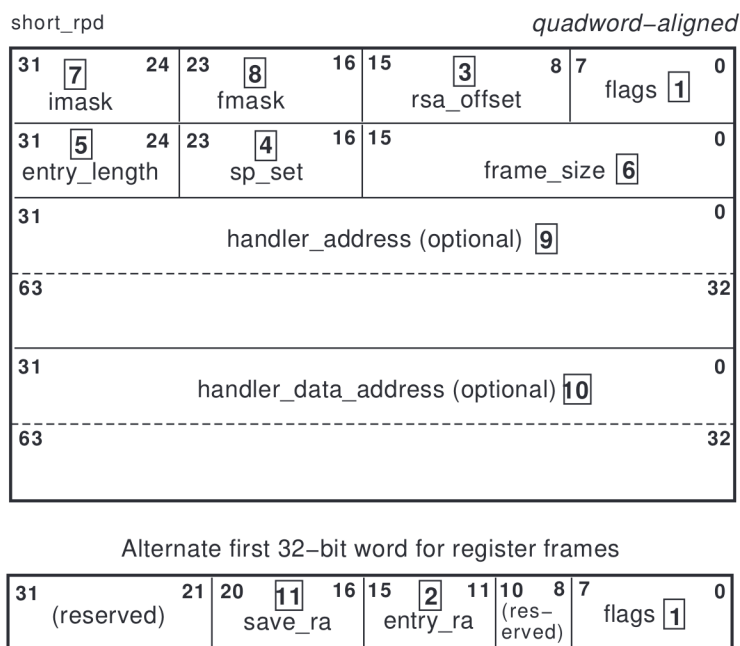 short_rpd quadword–aligned
31 7 24 23 8 16 15 3 8 7 0
imask fmask rsa_offset flags 1
31 5 24 23 4 16 15 0
entry_length sp_set frame_size 6
31 0
handler_address (optional) 9
63 32
31 0
handler_data_address (optional) 10
63 32
Alternate first 32–bit word for register frames
31 21 20 11 16 15 2 11 10 8 7 0
(reserved) save_ra entry_ra (res– flags 1
erved)